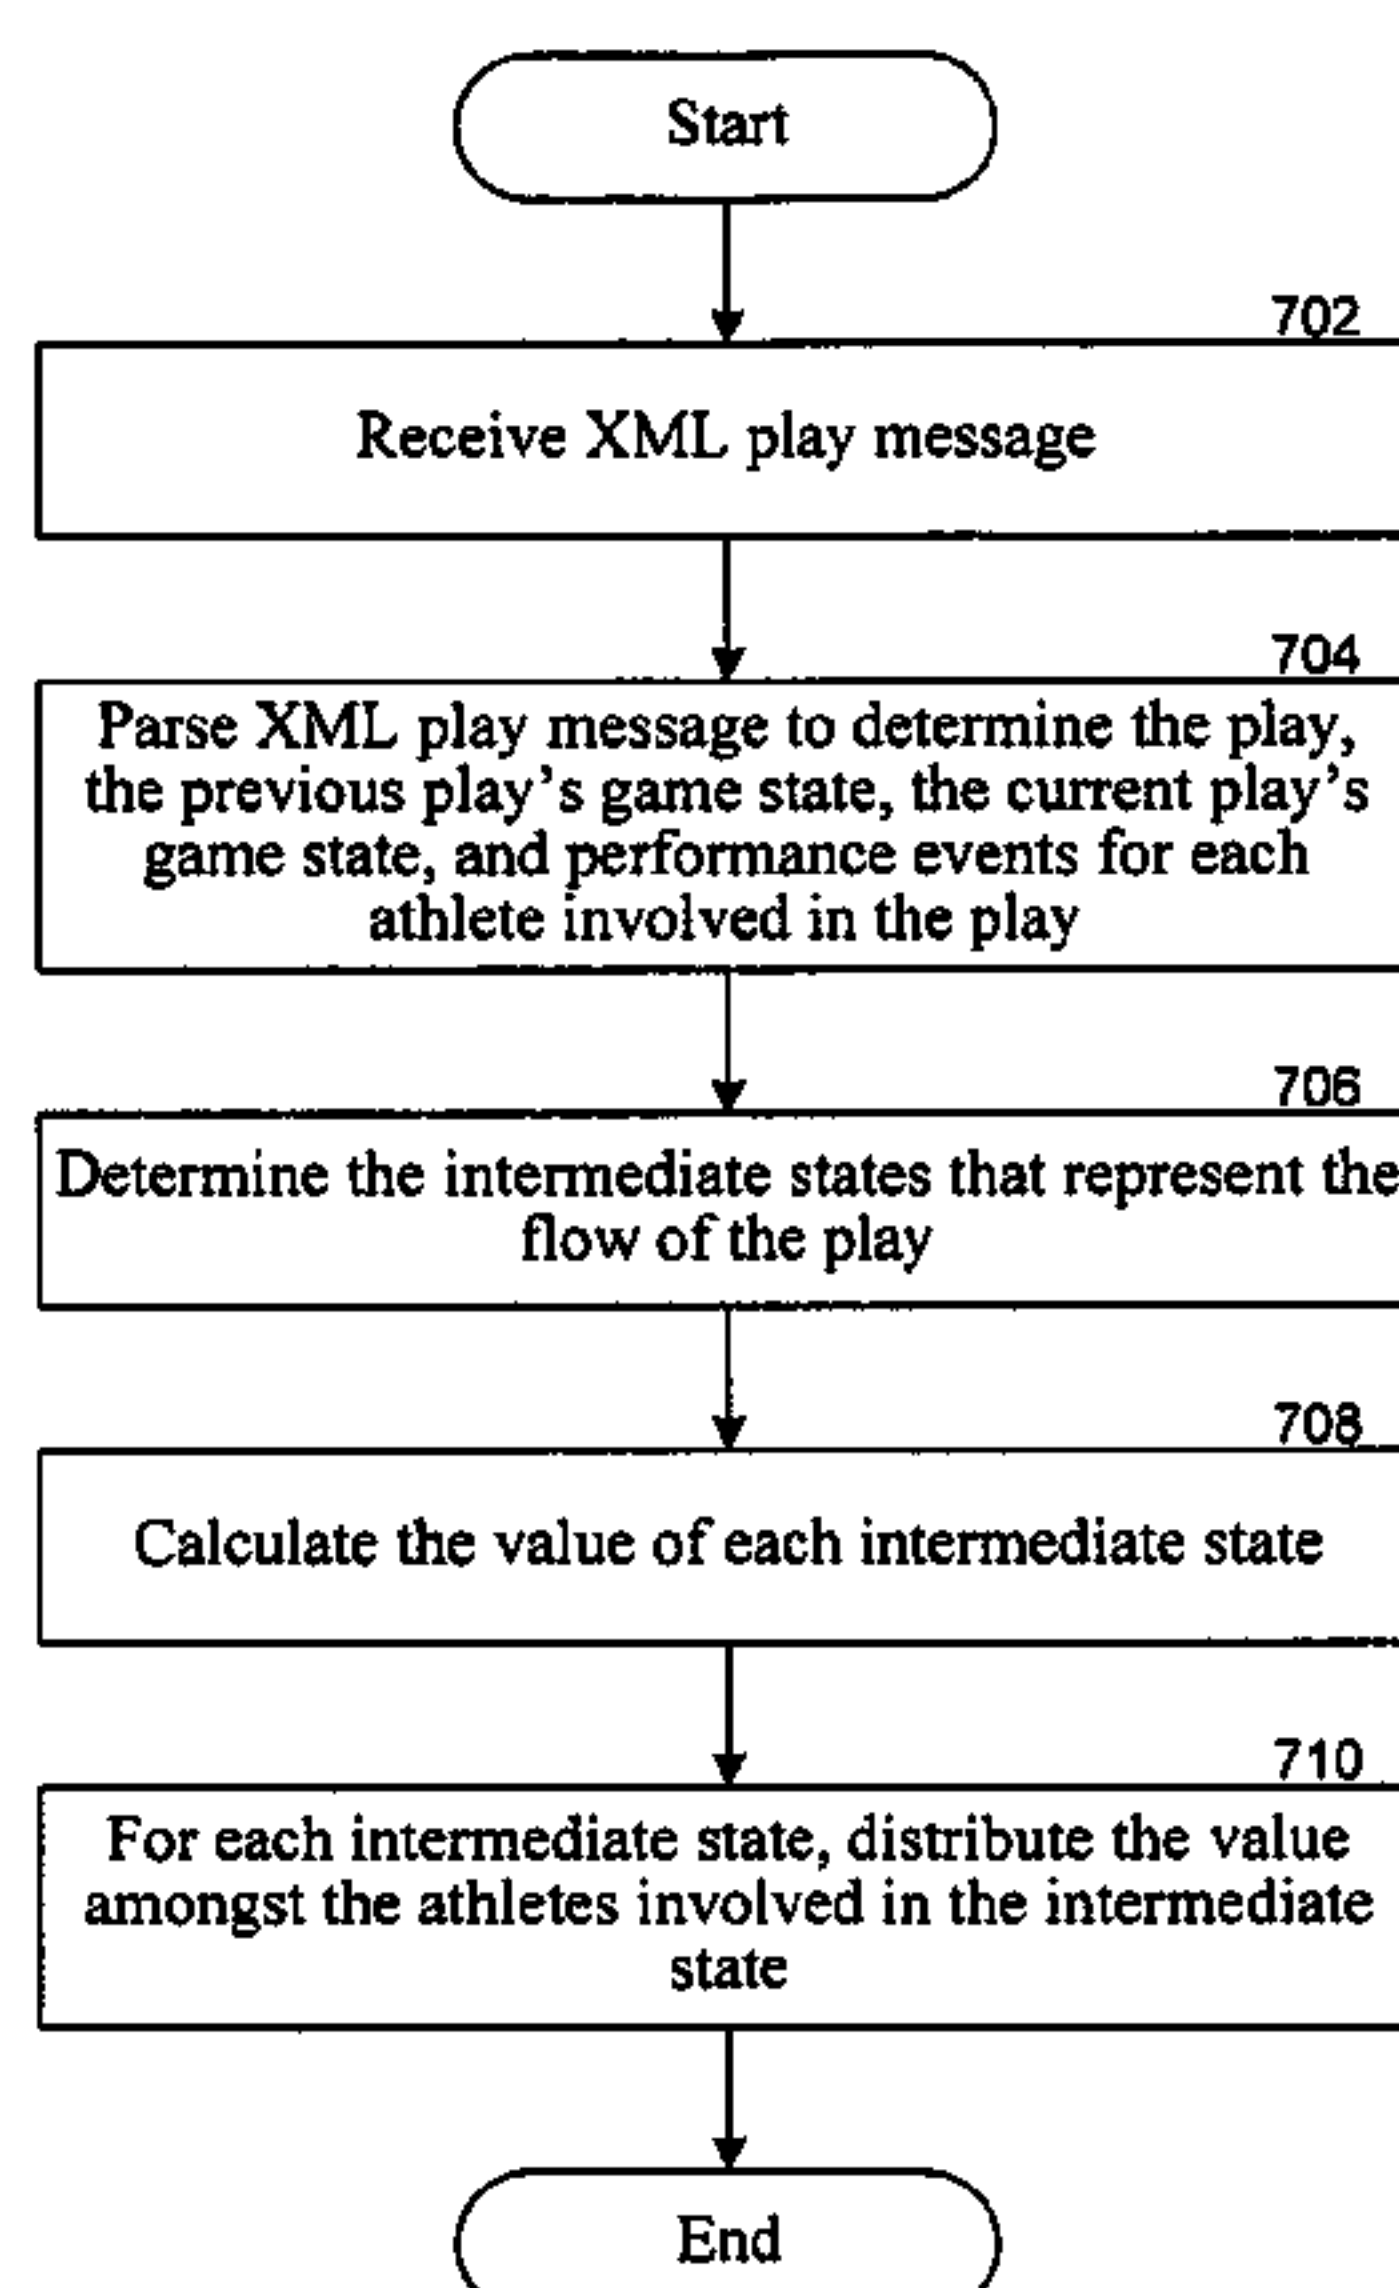 Start
702
Receive XML play message
704
Parse XML play message to determine the play,
the previous play's game state, the current play's
game state, and performance events for each
athlete involved in the play
706
Determine the intermediate states that represent the
flow of the play
708
Calculate the value of each intermediate state
710
For each intermediate state, distribute the value
amongst the athletes involved in the intermediate
state
End